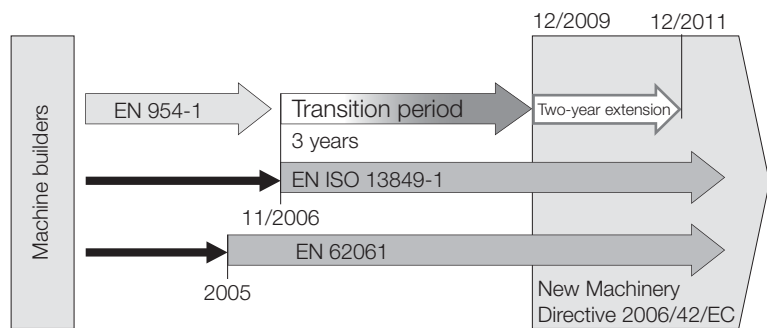 12/2009
12/2011
Machine builders
EN 954-1
Transition period
Two-year extension
3 years
EN ISO 13849-1
11/2006
EN 62061
2005
New Machinery
Directive 2006/42/EC